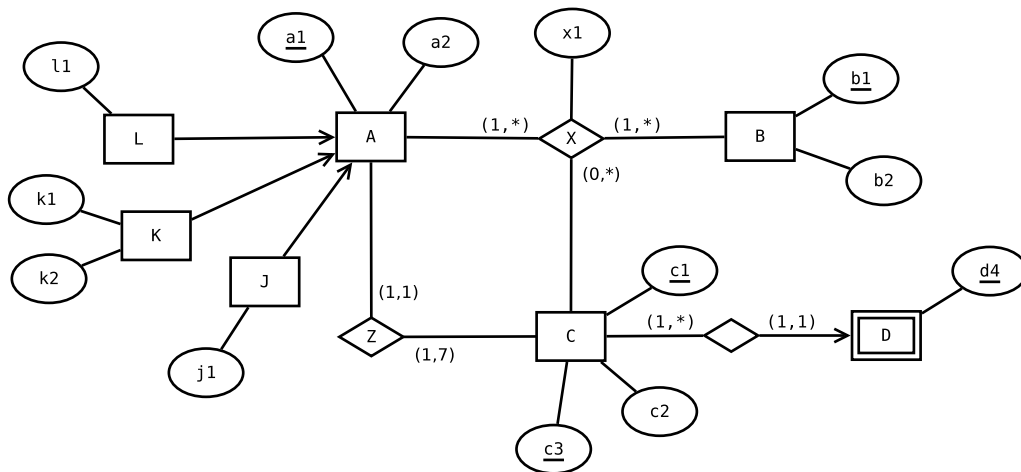 a1
a2
x1
l1
b1
L
A
(1,*)
X
(1,*)
B
(0,*)
b2
k1
K
k2
J
c1
d4
(1,1)
Z
(1,7)
C
(1,*)
(1,1)
D
j1
c2
c3